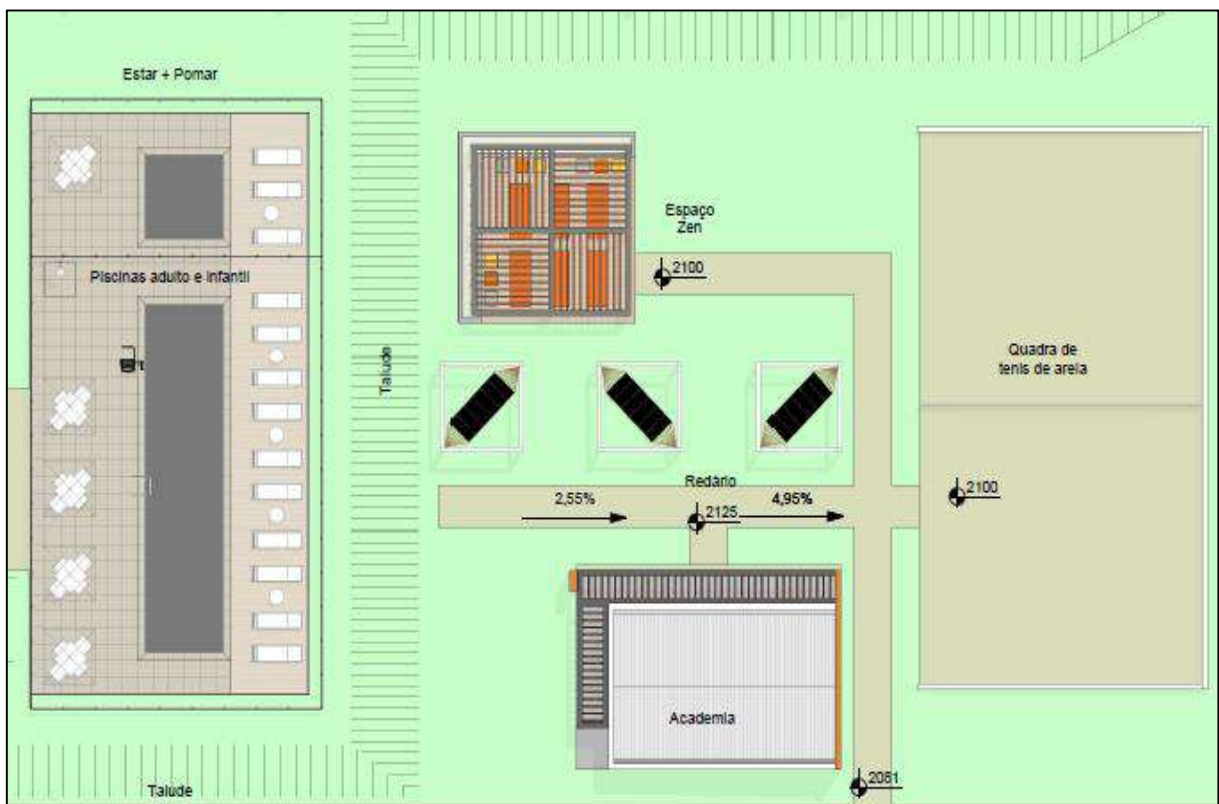 Estar + Pomar
Espaço
Zen
2100
Piscinas adulto e infantil
Talude
Quadra de
tenis de areia
Redário
2,55%
4,95%
2100
2125
Academia
2081
Talude